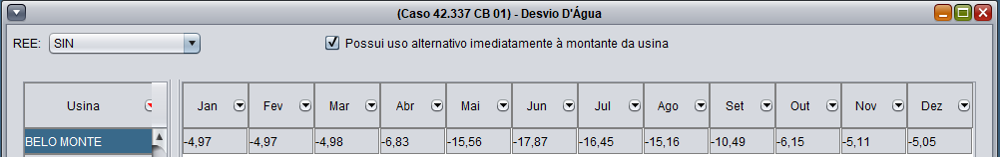 (Caso 42.337 CB 01) - Desvio D'Água
REE: SIN Possui uso alternativo imediatamente à montante da usina
Usina Jan Fev Mar Abr Mai Jun Jul Ago Set Out Nov Dez
BELO MONTE -4,97 -4,97 -4,98 -6,83 -15,56 -17,87 -16,45 -15,16 -10,49 -6,15 -5,11 -5,05